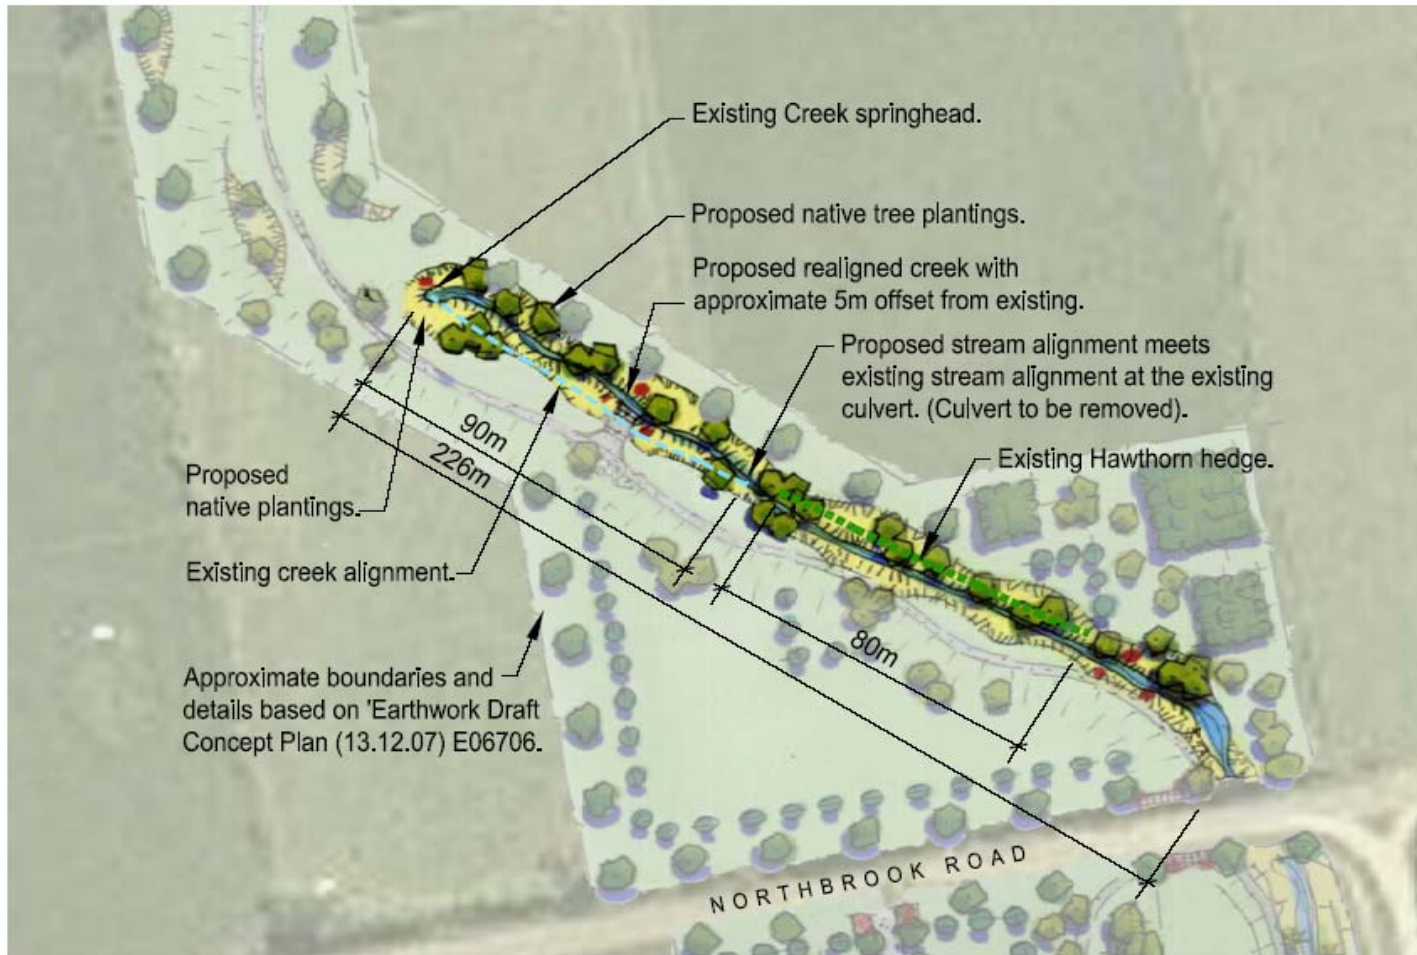 Existing Creek springhead.
Proposed native tree plantings.
Proposed realigned creek with
approximate 5m offset from existing.
Proposed stream alignment meets
existing stream alignment at the existing
culvert. (Culvert to be removed).
Existing Hawthorn hedge.
90m
226m
Proposed
native plantings.
Existing creek alignment.
80m
Approximate boundaries and
details based on 'Earthwork Draft
Concept Plan (13.12.07) E06706.
NORTHBROOK ROAD